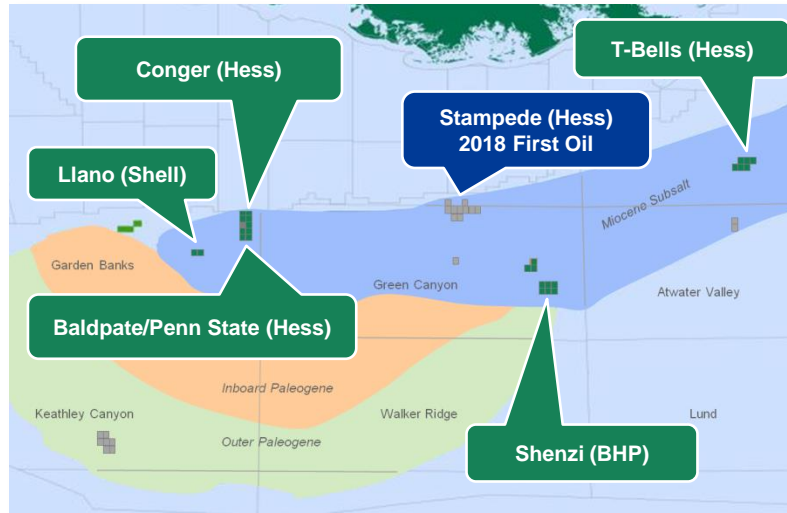 T-Bells (Hess)
Conger (Hess)
Stampede (Hess)
2018 First Oil
Llano (Shell)
Miocene Subsalt
Garden Banks
Green Canyon
Atwater Valley
Baldpate/Penn State (Hess)
Inboard Paleogene
Keathley Canyon
Walker Ridge
Lund
Outer Paleogene
Shenzi (BHP)